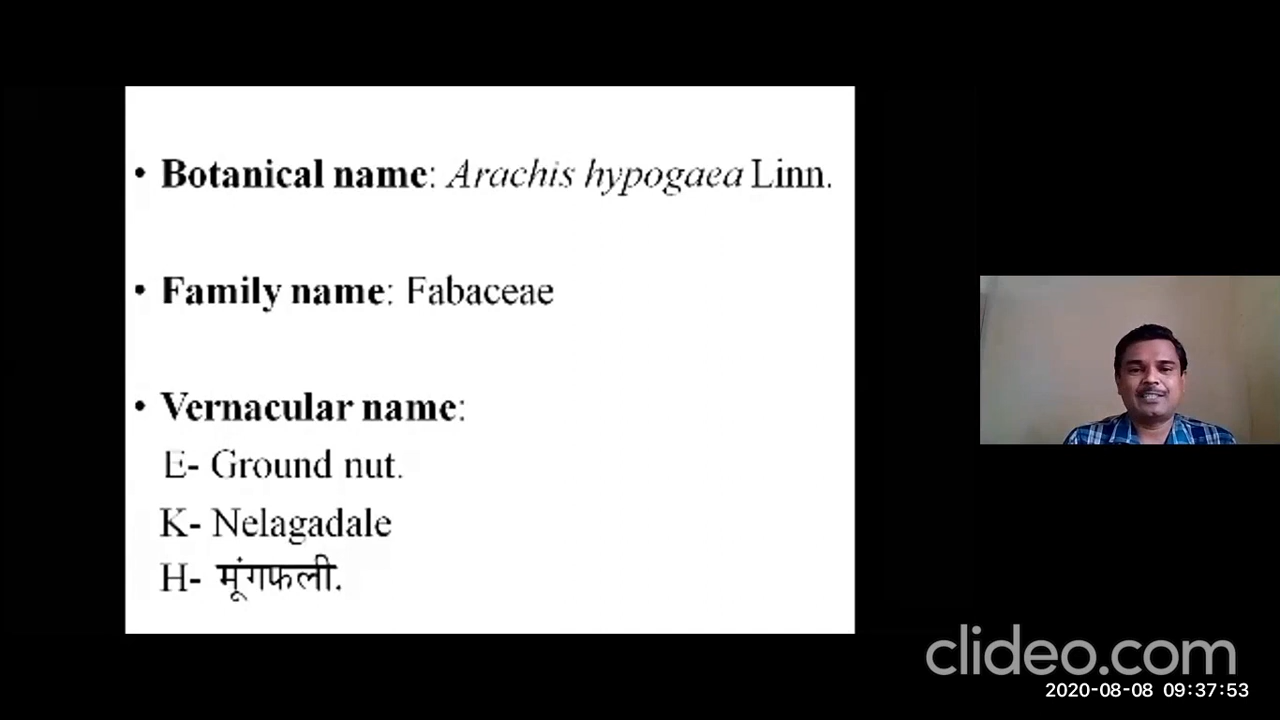 • Botanical name: Arachis hypogaea Linn.
• Family name: Fabaceae
• Vernacular name:
E- Ground nut.
K- Nelagadale
H- मूंगफली.
clideo.com
2020-08-08 09:37:53